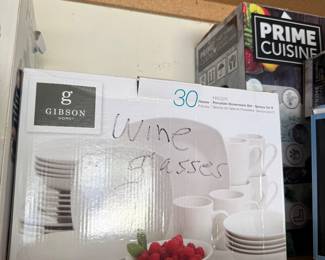 g
GIBSON
HOME
30
Wine
glasses
PRIME
CUISINE